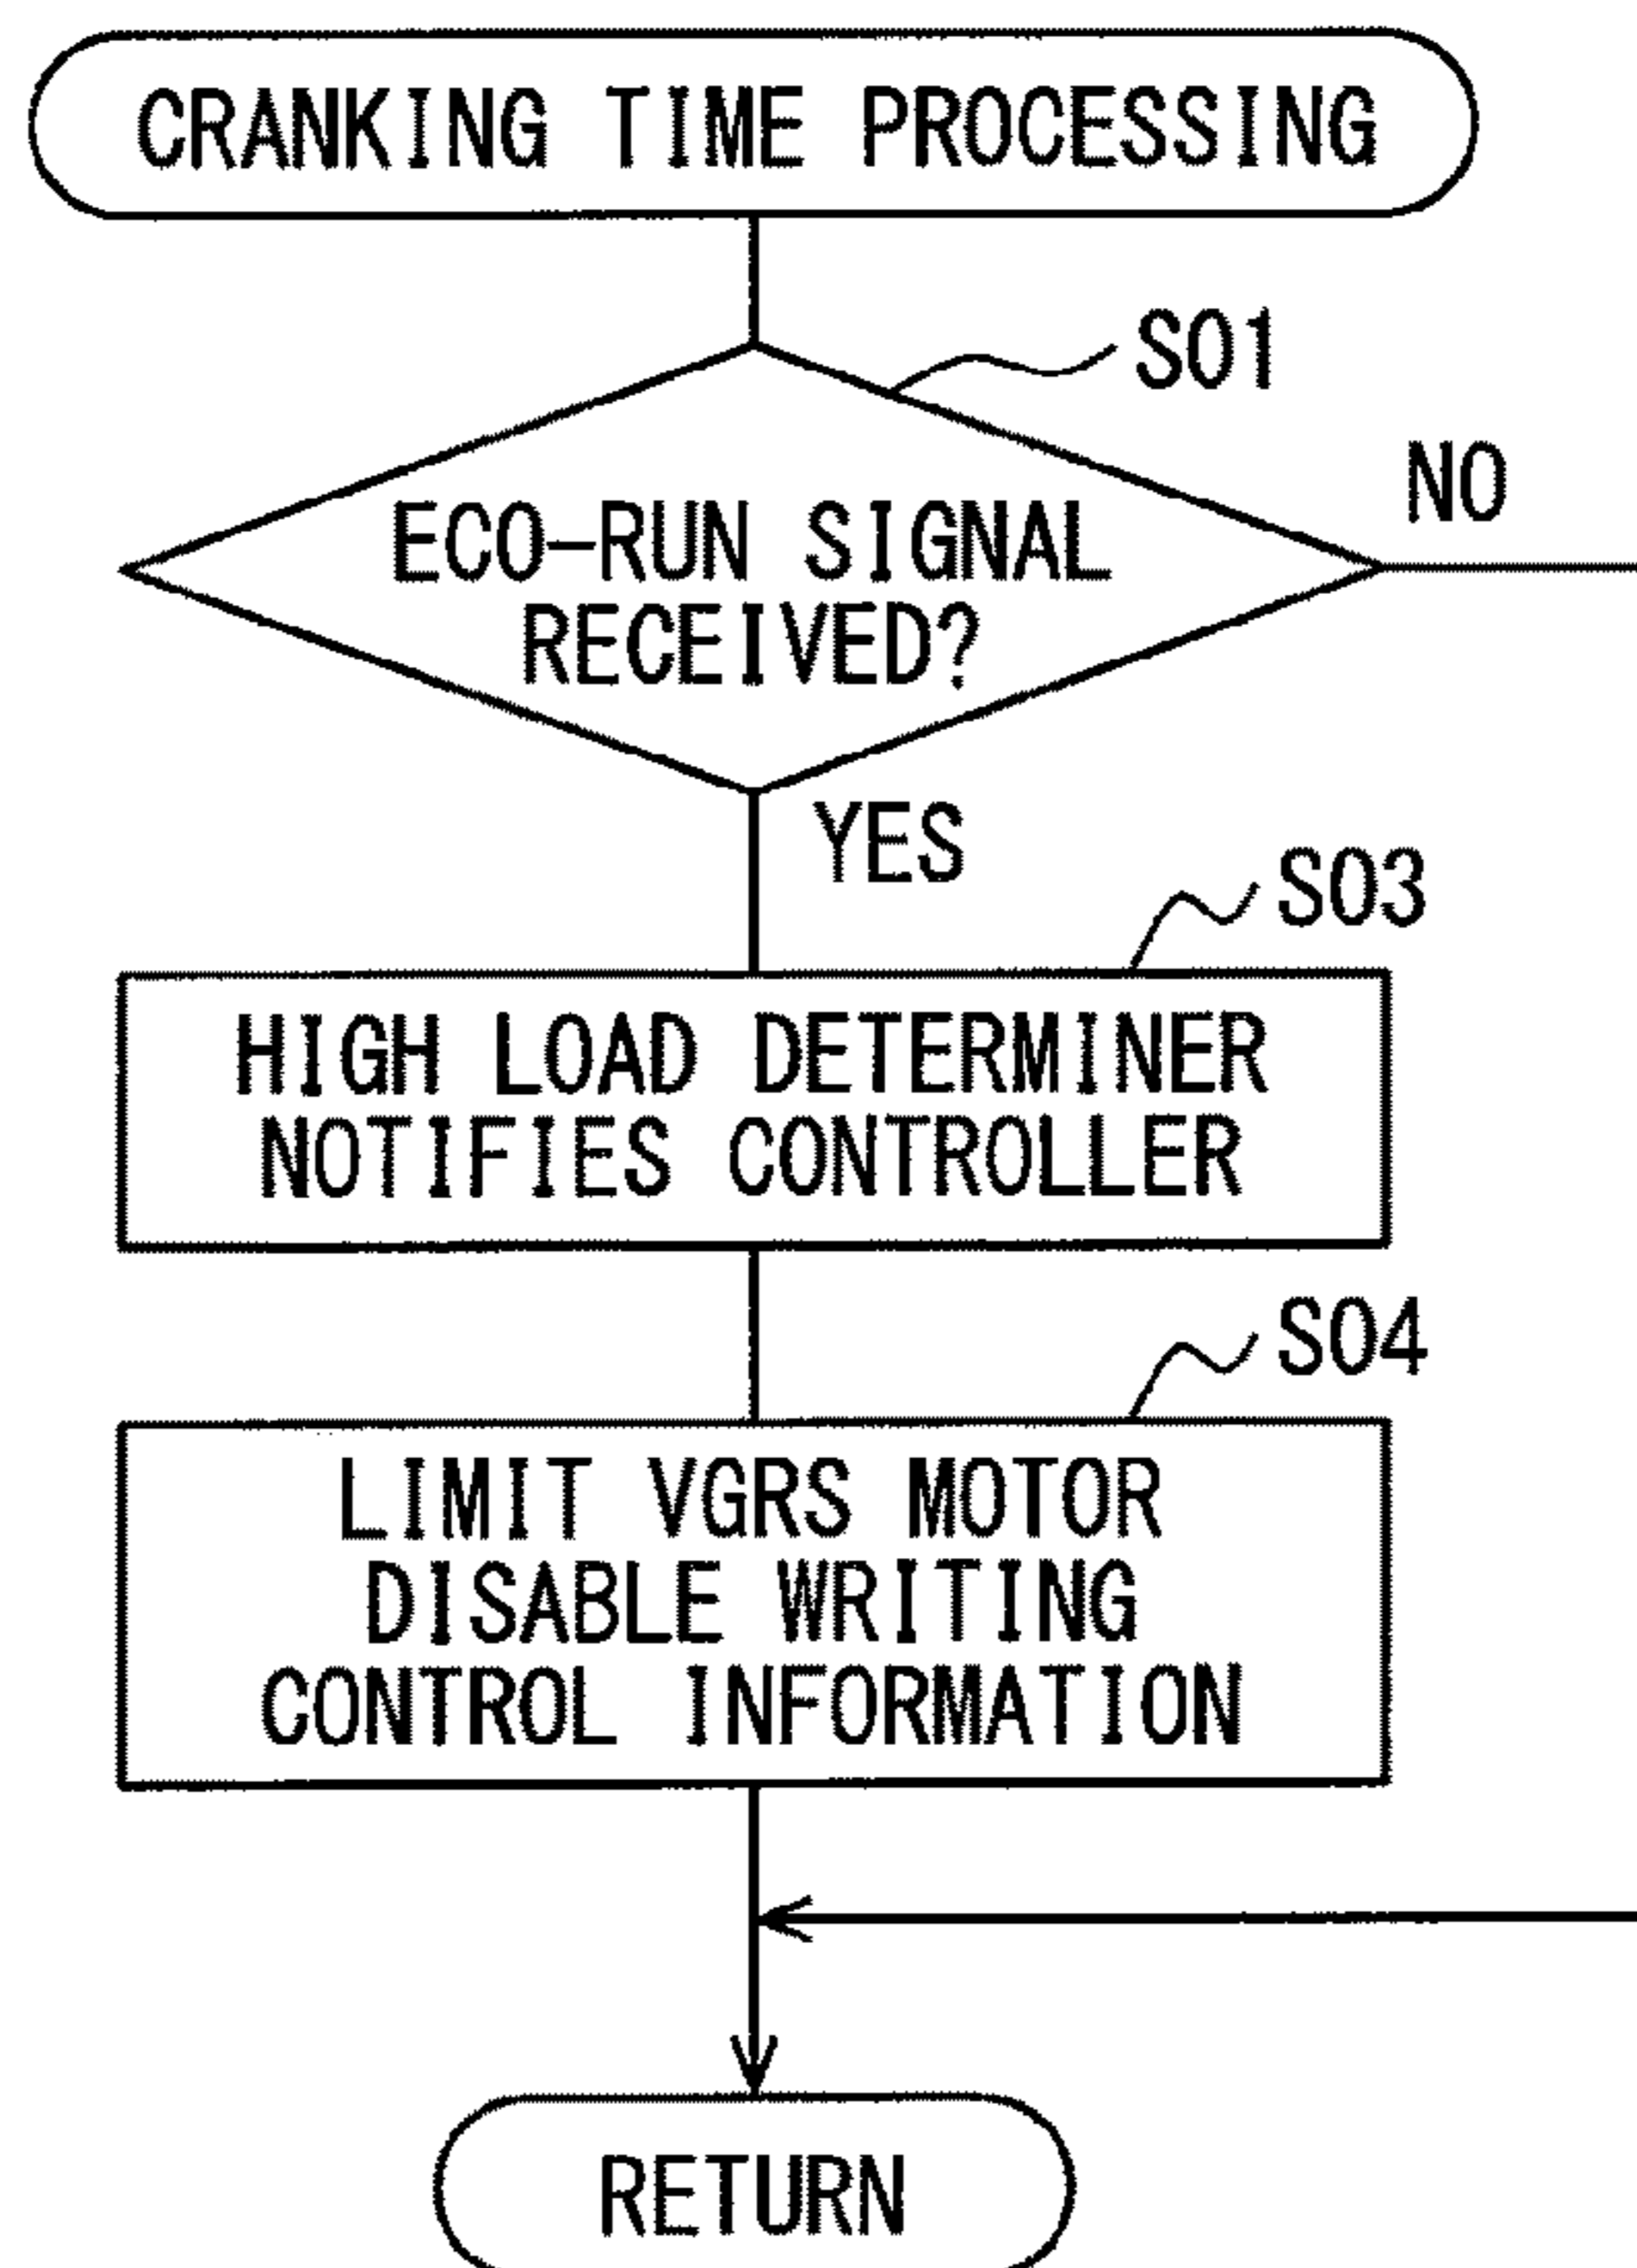 CRANKING TIME PROCESSING
S01
NO
ECO-RUN SIGNAL
RECEIVED?
YES
S03
HIGH LOAD DETERMINER
NOTIFIES CONTROLLER
S04
LIMIT VGRS MOTOR
DISABLE WRITING
CONTROL INFORMATION
RETURN